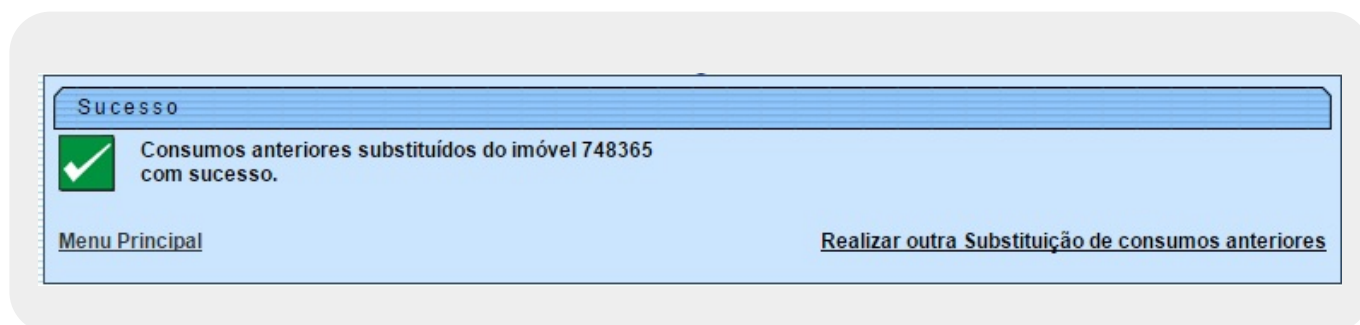 Sucesso
Consumos anteriores substituídos do imóvel 748365
com sucesso.
Menu Principal
Realizar outra Substituição de consumos anteriores